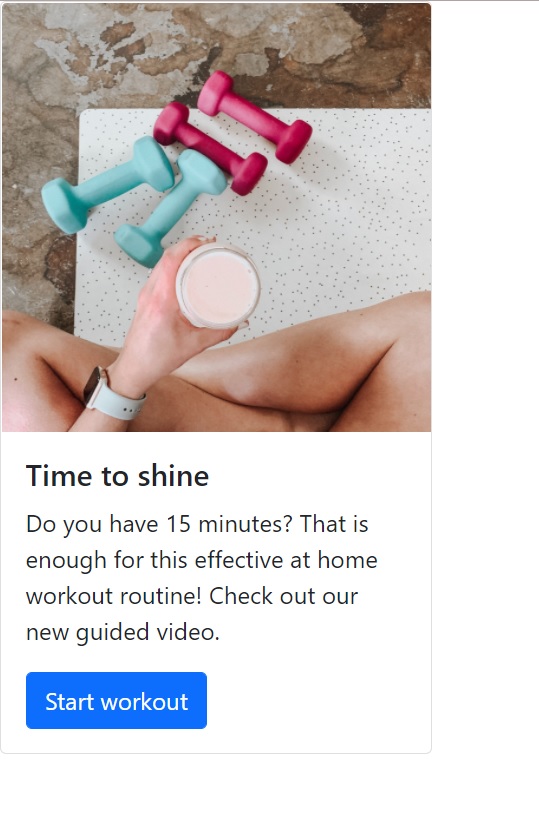 Time to shine
Do you have 15 minutes? That is
enough for this effective at home
workout routine! Check out our
new guided video.
Start workout